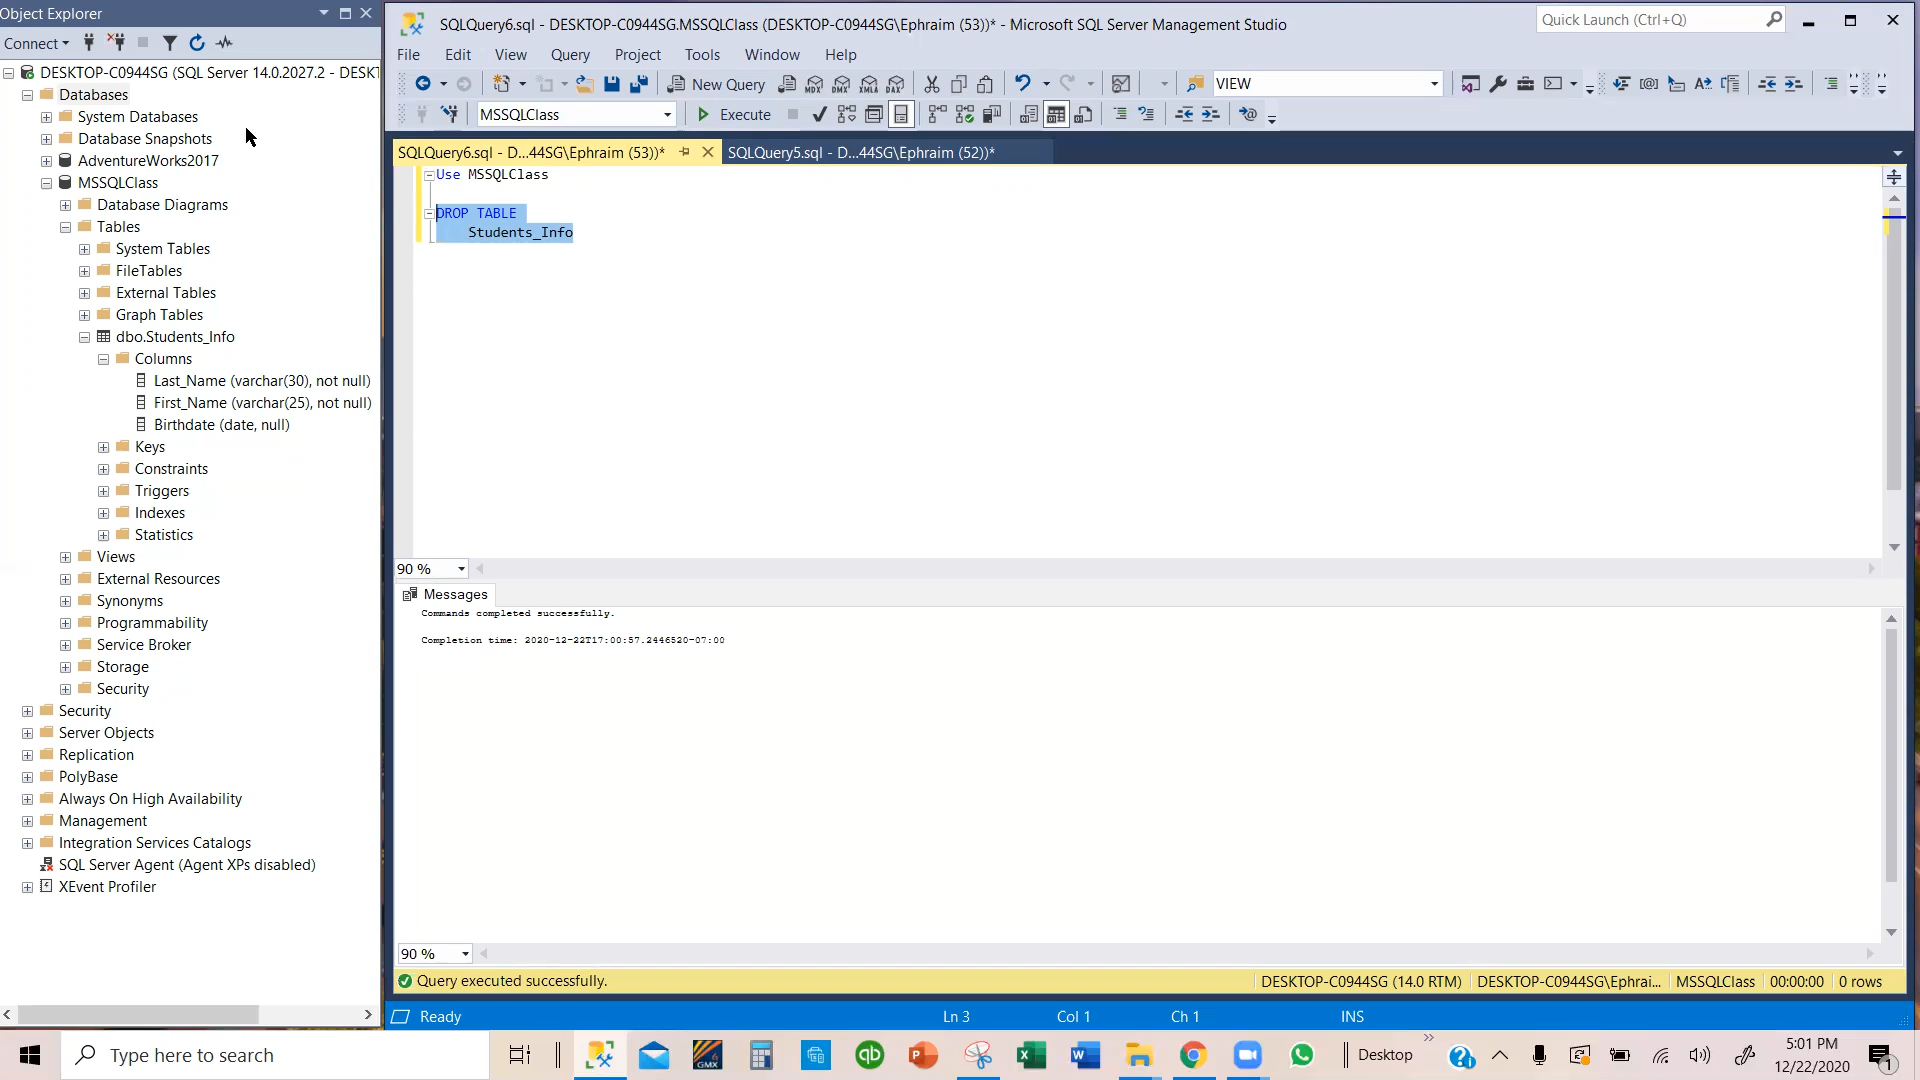 Object Explorer
Connect
DESKTOP-C0944SG (SQL Server 14.0.2027.2 - DESKT
Databases
System Databases
Database Snapshots
AdventureWorks2017
MSSQLClass
Database Diagrams
Tables
System Tables
FileTables
External Tables
Graph Tables
dbo.Students_Info
Columns
Last_Name (varchar(30), not null)
First_Name (varchar(25), not null)
Birthdate (date, null)
Keys
Constraints
Triggers
Indexes
Statistics
Views
External Resources
Synonyms
Programmability
Service Broker
Storage
Security
Security
Server Objects
Replication
PolyBase
Always On High Availability
Management
Integration Services Catalogs
SQL Server Agent (Agent XPs disabled)
XEvent Profiler
SQLQuery6.sql - DESKTOP-C0944SG.MSSQLClass (DESKTOP-C0944SG\Ephraim (53))* - Microsoft SQL Server Management Studio
Quick Launch (Ctrl+Q)
File Edit View Query Project Tools Window Help
New Query MDX DMX XMLA DAX VIEW
MSSQLClass Execute
SQLQuery6.sql - D...44SG\Ephraim (53))* SQLQuery5.sql - D...44SG\Ephraim (52))*
Use MSSQLClass
DROP TABLE
Students_Info
90 %
Messages
Commands completed successfully.
Completion time: 2020-12-22T17:00:57.2446520-07:00
90 %
Query executed successfully. DESKTOP-C0944SG (14.0 RTM) DESKTOP-C0944SG\Ephrai... MSSQLClass 00:00:00 0 rows
Ready Ln 3 Col 1 Ch 1 INS
Type here to search
GMX
qb
Desktop
5:01 PM
12/22/2020
1